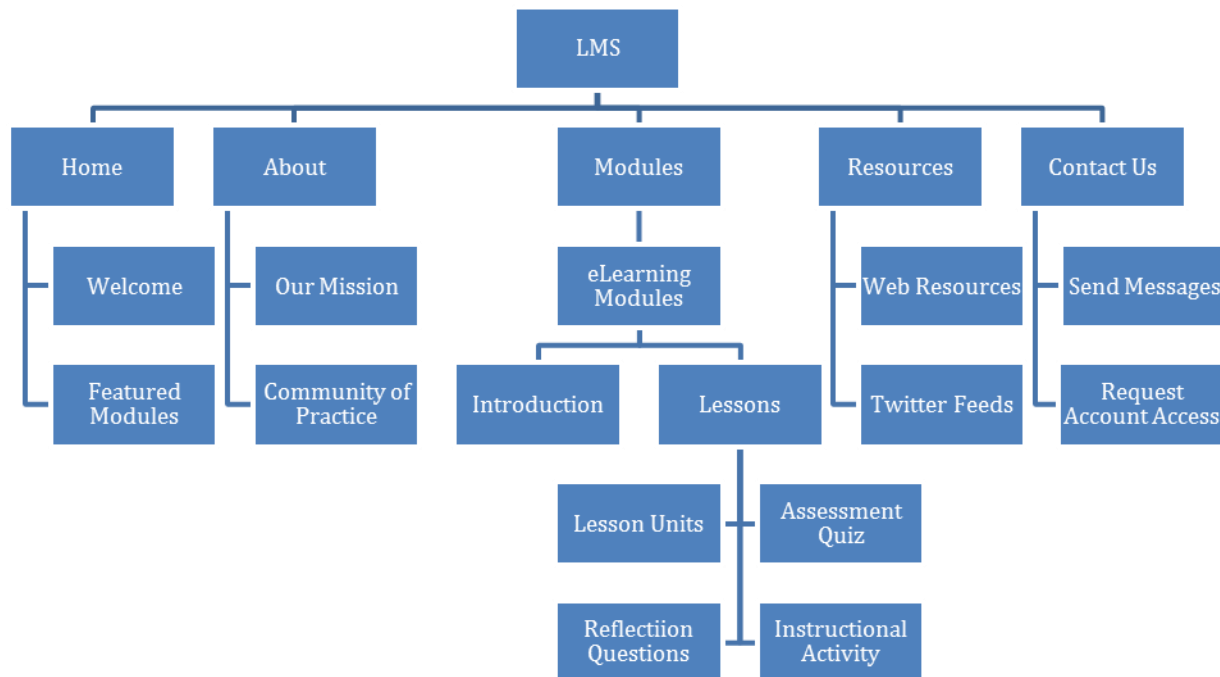 LMS
Home
About
Modules
Resources
Contact Us
Welcome
Our Mission
eLearning
Modules
Web Resources
Send Messages
Featured
Modules
Community of
Practice
Introduction
Lessons
Twitter Feeds
Request
Account Access
Lesson Units
Assessment
Quiz
Reflectiion
Questions
Instructional
Activity